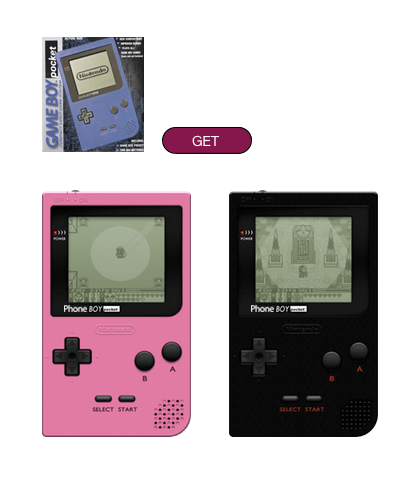 GAME BOY pocket
Nintendo
GET
POWER
Phone BOY pocket
Nintendo
B
A
SELECT START
POWER
Phone BOY pocket
Nintendo
B
A
SELECT START